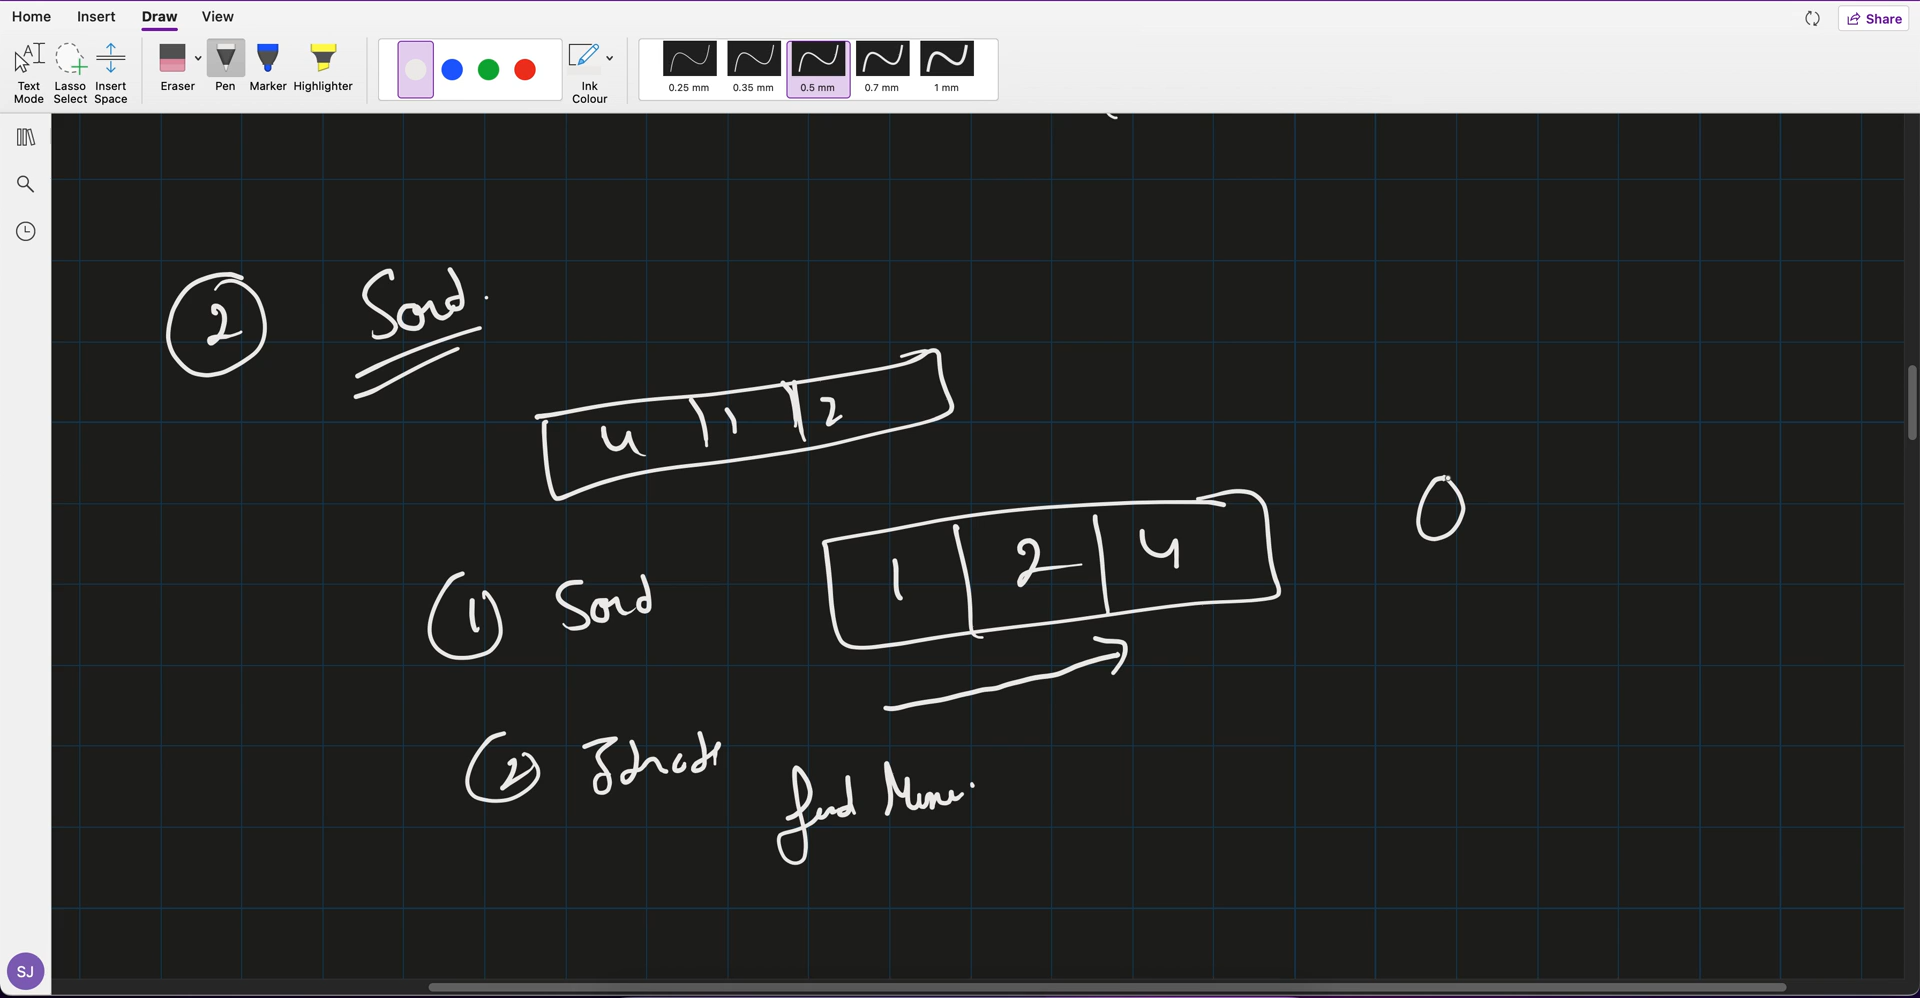 Home Insert Draw View
Share
Text Mode
Lasso Select
Insert Space
Eraser
Pen
Marker
Highlighter
Ink Colour
0.25 mm
0.35 mm
0.5 mm
0.7 mm
1 mm
2 Sort.
4 1 2
1 2 4
O
1 Sort
2
find
SJ